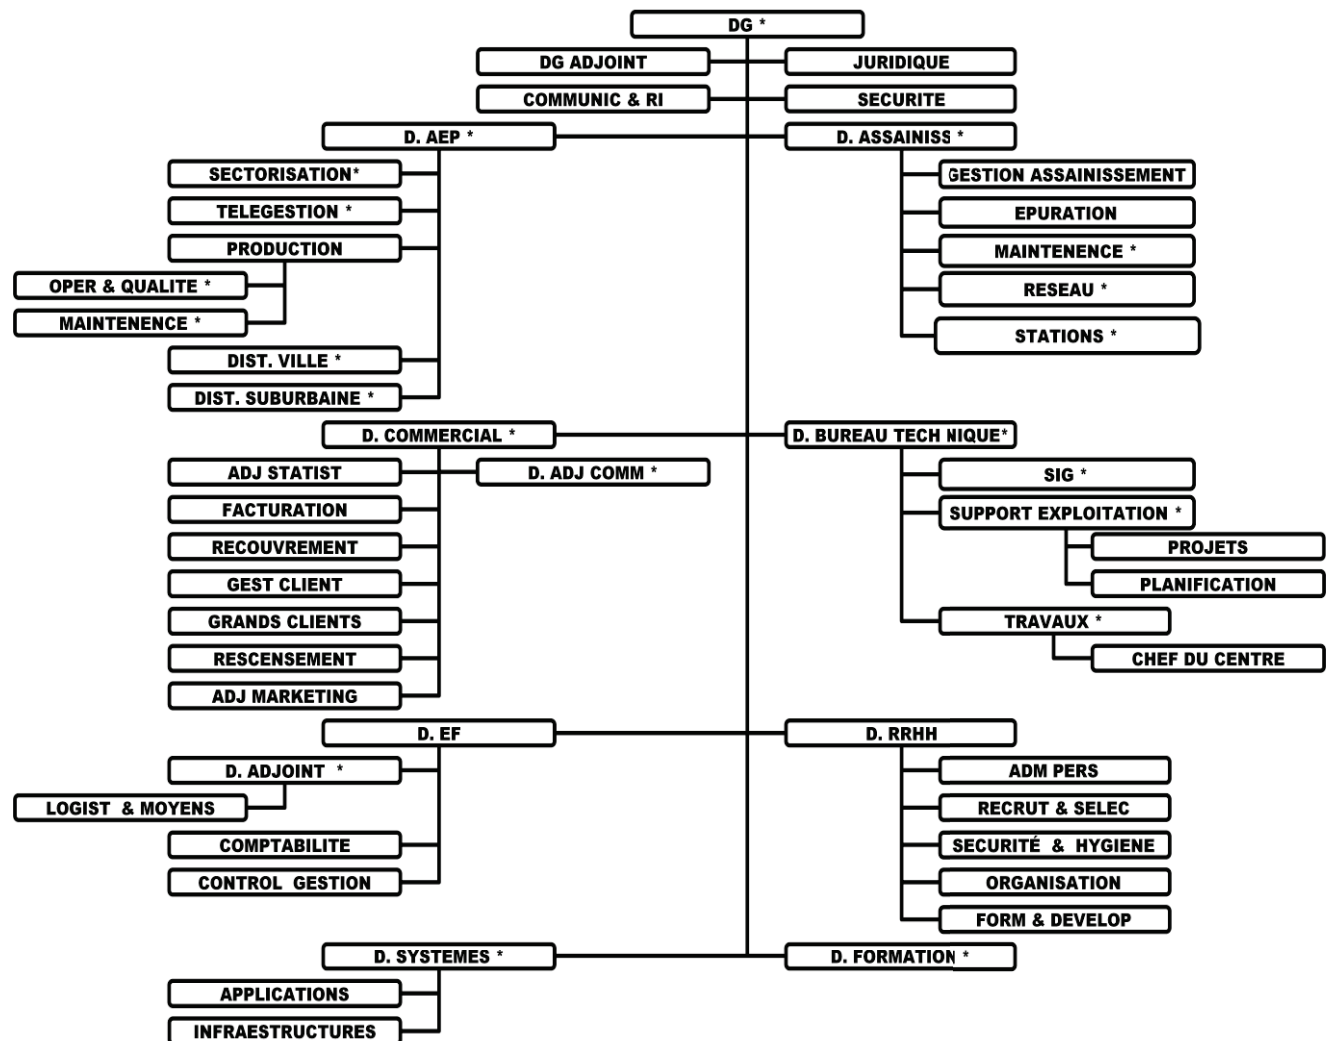 DG *
DG ADJOINT
JURIDIQUE
COMMUNIC & RI
SECURITE
D. AEP *
D. ASSAINISS *
SECTORISATION*
TELEGESTION *
PRODUCTION
OPER & QUALITE *
MAINTENENCE *
DIST. VILLE *
DIST. SUBURBAINE *
GESTION ASSAINISSEMENT
EPURATION
MAINTENENCE *
RESEAU *
STATIONS *
D. COMMERCIAL *
D. BUREAU TECH NIQUE*
ADJ STATIST
D. ADJ COMM *
FACTURATION
RECOUVREMENT
GEST CLIENT
GRANDS CLIENTS
RESCENSEMENT
ADJ MARKETING
SIG *
SUPPORT EXPLOITATION *
PROJETS
PLANIFICATION
TRAVAUX *
CHEF DU CENTRE
D. EF
D. RRHH
D. ADJOINT *
LOGIST & MOYENS
COMPTABILITE
CONTROL GESTION
ADM PERS
RECRUT & SELEC
SECURITÉ & HYGIENE
ORGANISATION
FORM & DEVELOP
D. SYSTEMES *
D. FORMATION *
APPLICATIONS
INFRAESTRUCTURES